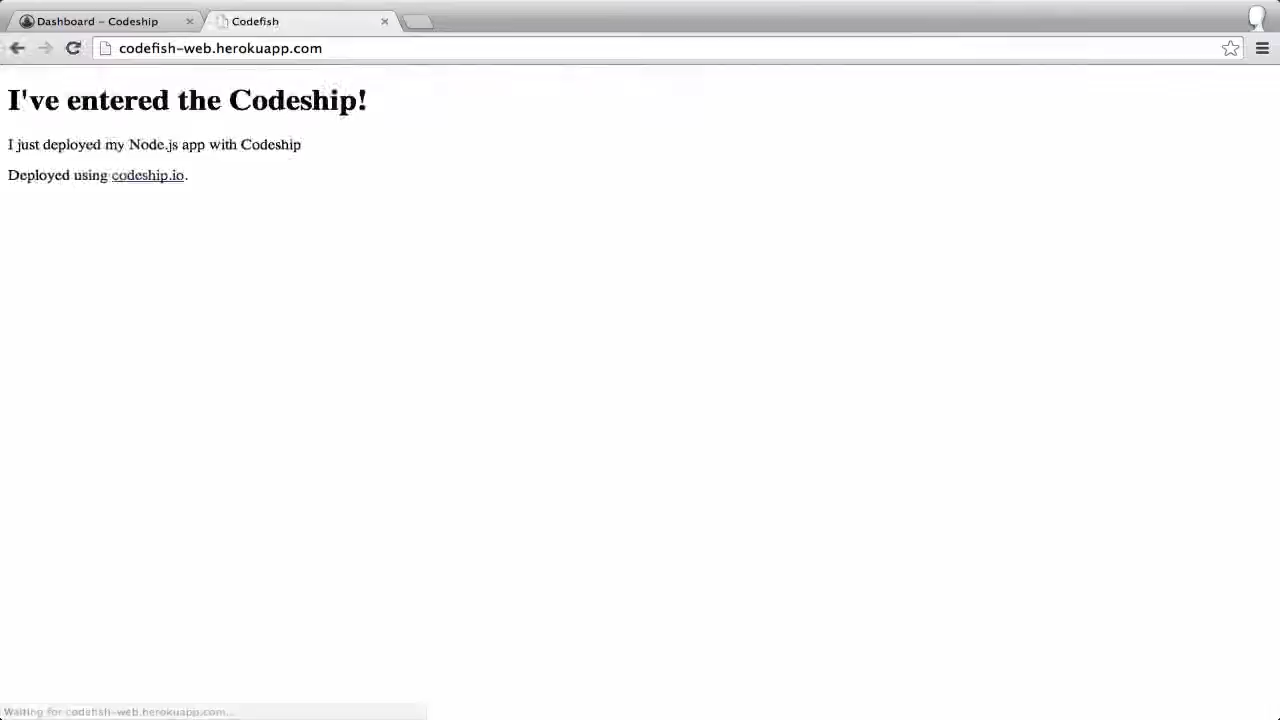 Dashboard – Codeship
Codefish
codefish-web.herokuapp.com
I've entered the Codeship!
I just deployed my Node.js app with Codeship
Deployed using codeship.io.
Waiting for codefish-web.herokuapp.com...